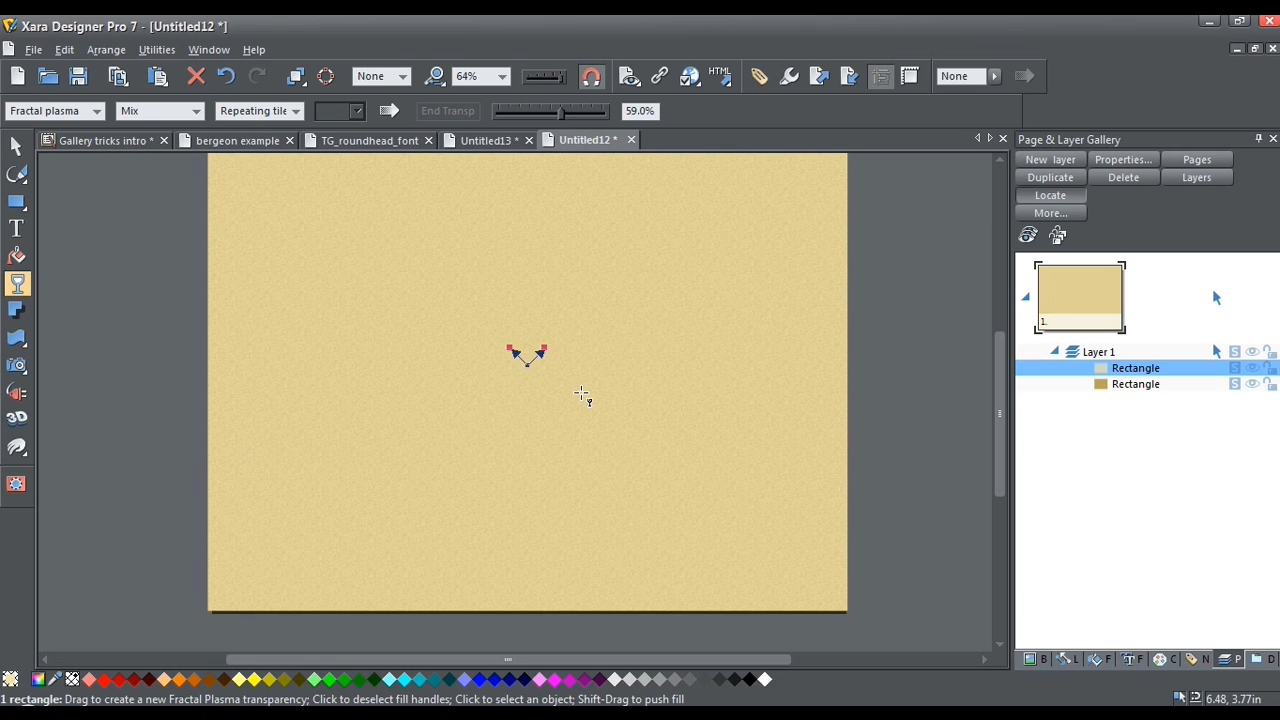 Xara Designer Pro 7 - [Untitled12 *]
File Edit Arrange Utilities Window Help
None 64% HTML None
Fractal plasma Mix Repeating tile End Transp 59.0%
Gallery tricks intro * bergeon example TG_roundhead_font Untitled13 * Untitled12 *
Page & Layer Gallery
New layer Properties... Pages
Duplicate Delete Layers
Locate
More...
1.
Layer 1 S
Rectangle S
Rectangle S
T
3D
B L F F C N P D
1 rectangle: Drag to create a new Fractal Plasma transparency; Click to deselect fill handles; Click to select an object; Shift-Drag to push fill 6.48, 3.77in